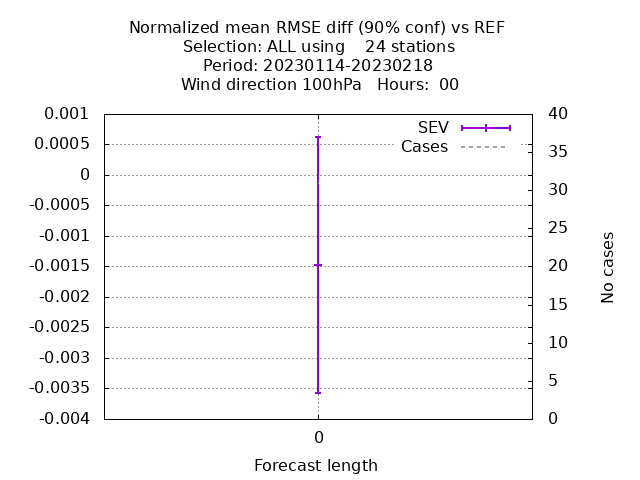 Normalized mean RMSE diff (90% conf) vs REF
Selection: ALL using    24 stations
Period: 20230114-20230218
Wind direction 100hPa   Hours:  00
0.001
0.0005
0
-0.0005
-0.001
-0.0015
-0.002
-0.0025
-0.003
-0.0035
-0.004
SEV
Cases
40
35
30
25
20
15
10
5
0
No cases
0
Forecast length